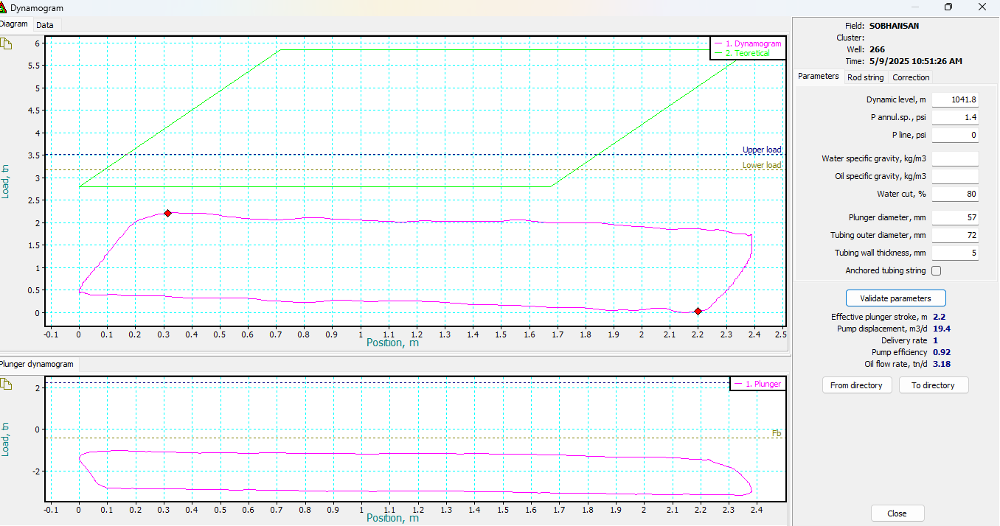 Dynamogram
Diagram Data
1. Dynamogram
2. Teoretical
6
5.5
5
4.5
4
3.5
3
2.5
2
1.5
1
0.5
0
Load, tn
Upper load
Lower load
-0.1 0 0.1 0.2 0.3 0.4 0.5 0.6 0.7 0.8 0.9 1 1.1 1.2 1.3 1.4 1.5 1.6 1.7 1.8 1.9 2 2.1 2.2 2.3 2.4 2.5
Position, m
Plunger dynamogram
1. Plunger
2
0
-2
Load, tn
Fb
-0.1 0 0.1 0.2 0.3 0.4 0.5 0.6 0.7 0.8 0.9 1 1.1 1.2 1.3 1.4 1.5 1.6 1.7 1.8 1.9 2 2.1 2.2 2.3 2.4
Position, m
Field: SOBHANSAN
Cluster:
Well: 266
Time: 5/9/2025 10:51:26 AM
Parameters Rod string Correction
Dynamic level, m 1041.8
P annul.sp., psi 1.4
P line, psi 0
Water specific gravity, kg/m3
Oil specific gravity, kg/m3
Water cut, % 80
Plunger diameter, mm 57
Tubing outer diameter, mm 72
Tubing wall thickness, mm 5
Anchored tubing string
Validate parameters
Effective plunger stroke, m 2.2
Pump displacement, m3/d 19.4
Delivery rate 1
Pump efficiency 0.92
Oil flow rate, tn/d 3.18
From directory To directory
Close